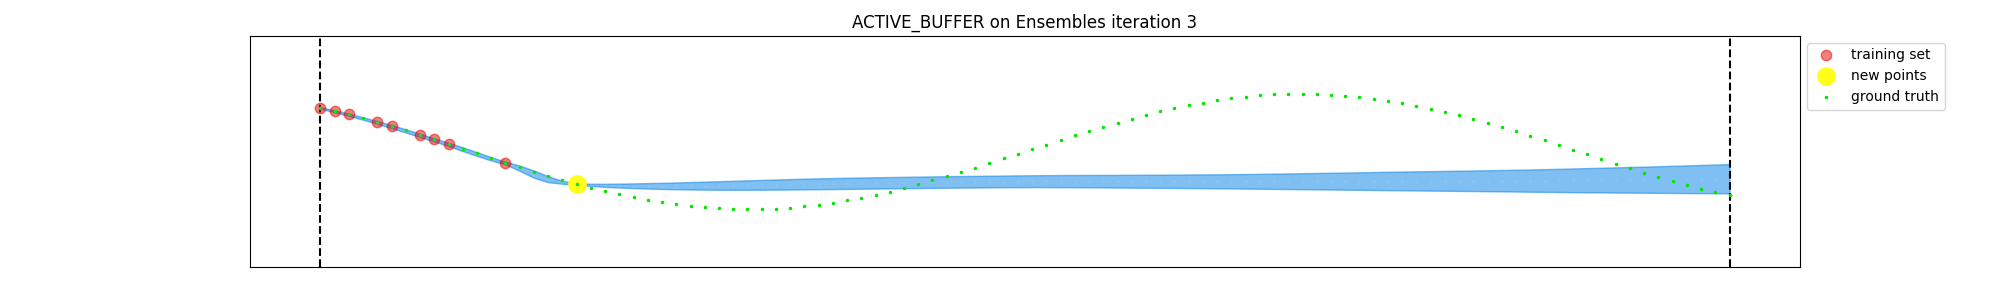 ACTIVE_BUFFER on Ensembles iteration 3
training set
new points
ground truth